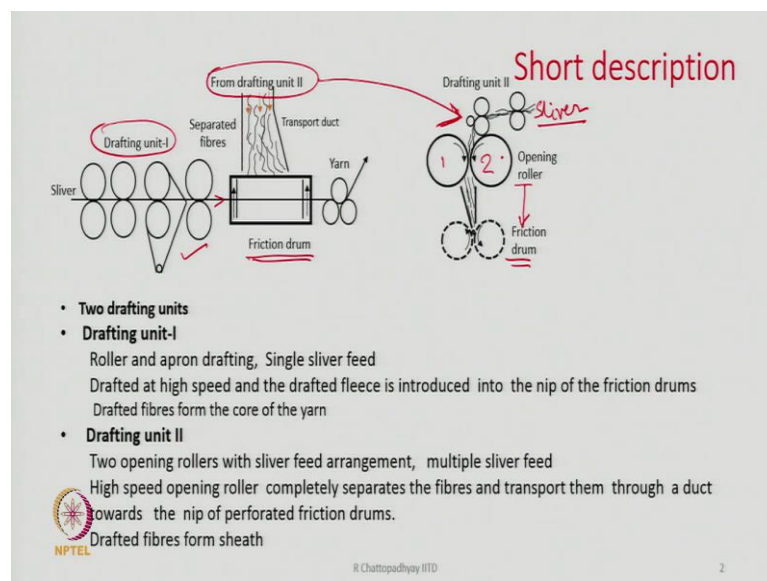 Short description
From drafting unit II
Drafting unit II
sliver
Drafting unit-I
Separated
fibres
Transport duct
Yarn
1
2
Opening
roller
Sliver
Friction drum
Friction
drum
• Two drafting units
• Drafting unit-I
Roller and apron drafting, Single sliver feed
Drafted at high speed and the drafted fleece is introduced into the nip of the friction drums
Drafted fibres form the core of the yarn
• Drafting unit II
Two opening rollers with sliver feed arrangement, multiple sliver feed
High speed opening roller completely separates the fibres and transport them through a duct
towards the nip of perforated friction drums.
Drafted fibres form sheath
NPTEL
R Chattopadhyay IITD
2